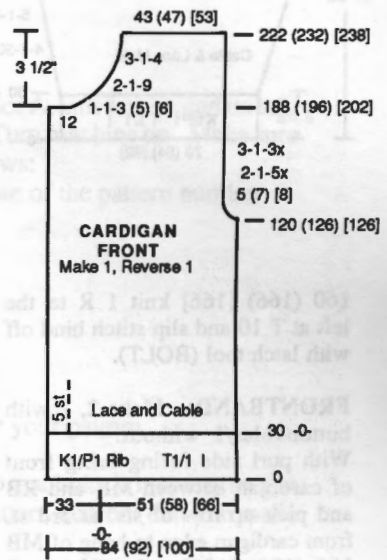 43 (47) [53]
222 (232) [238]
3 1/2"
3-1-4
2-1-9
1-1-3 (5) [6]
12
188 (196) [202]
3-1-3x
2-1-5x
5 (7) [8]
120 (126) [126]
CARDIGAN
FRONT
Make 1, Reverse 1
5 st
Lace and Cable
30 -0-
K1/P1 Rib T1/1 I
0
33
51 (58) [66]
-0-
84 (92) [100]